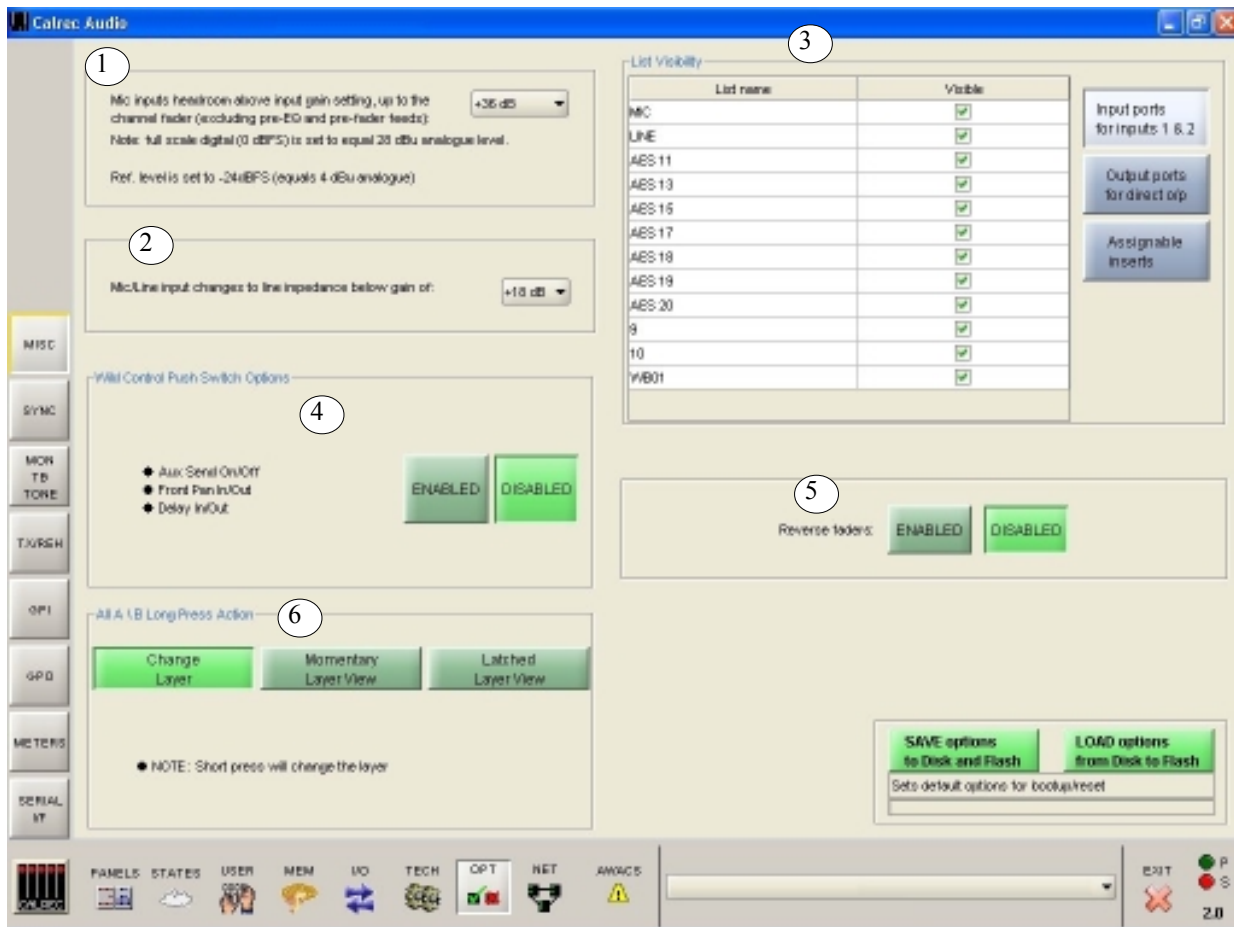 Calrec Audio
1
Mic inputs headroom above input gain setting, up to the
channel fader (excluding pre-EQ and pre-fader feeds):
+36 dB
Note: full scale digital (0 dBFS) is set to equal 28 dBu analogue level.
Ref. level is set to -24dBFS (equals 4 dBu analogue)
2
Mic/Line input changes to line impedance below gain of:
+18 dB
3
List Visibility
List name
Visible
MIC
LINE
AES 11
AES 13
AES 15
AES 17
AES 18
AES 19
AES 20
9
10
WB01
Input ports
for inputs 1 & 2
Output ports
for direct o/p
Assignable
inserts
Wild Control Push Switch Options
4
Aux Send On/Off
Front Pan In/Out
Delay In/Out
ENABLED
DISABLED
5
Reverse faders:
ENABLED
DISABLED
All A \ B Long Press Action
6
Change
Layer
Momentary
Layer View
Latched
Layer View
NOTE: Short press will change the layer
SAVE options
to Disk and Flash
LOAD options
from Disk to Flash
Sets default options for bootup/reset
MISC
SYNC
MON
TB
TONE
TX/REH
GPI
GPO
METERS
SERIAL
I/F
CALREC
PANELS
STATES
USER
MEM
I/O
TECH
OPT
NET
AWACS
EXIT
P
S
2.0